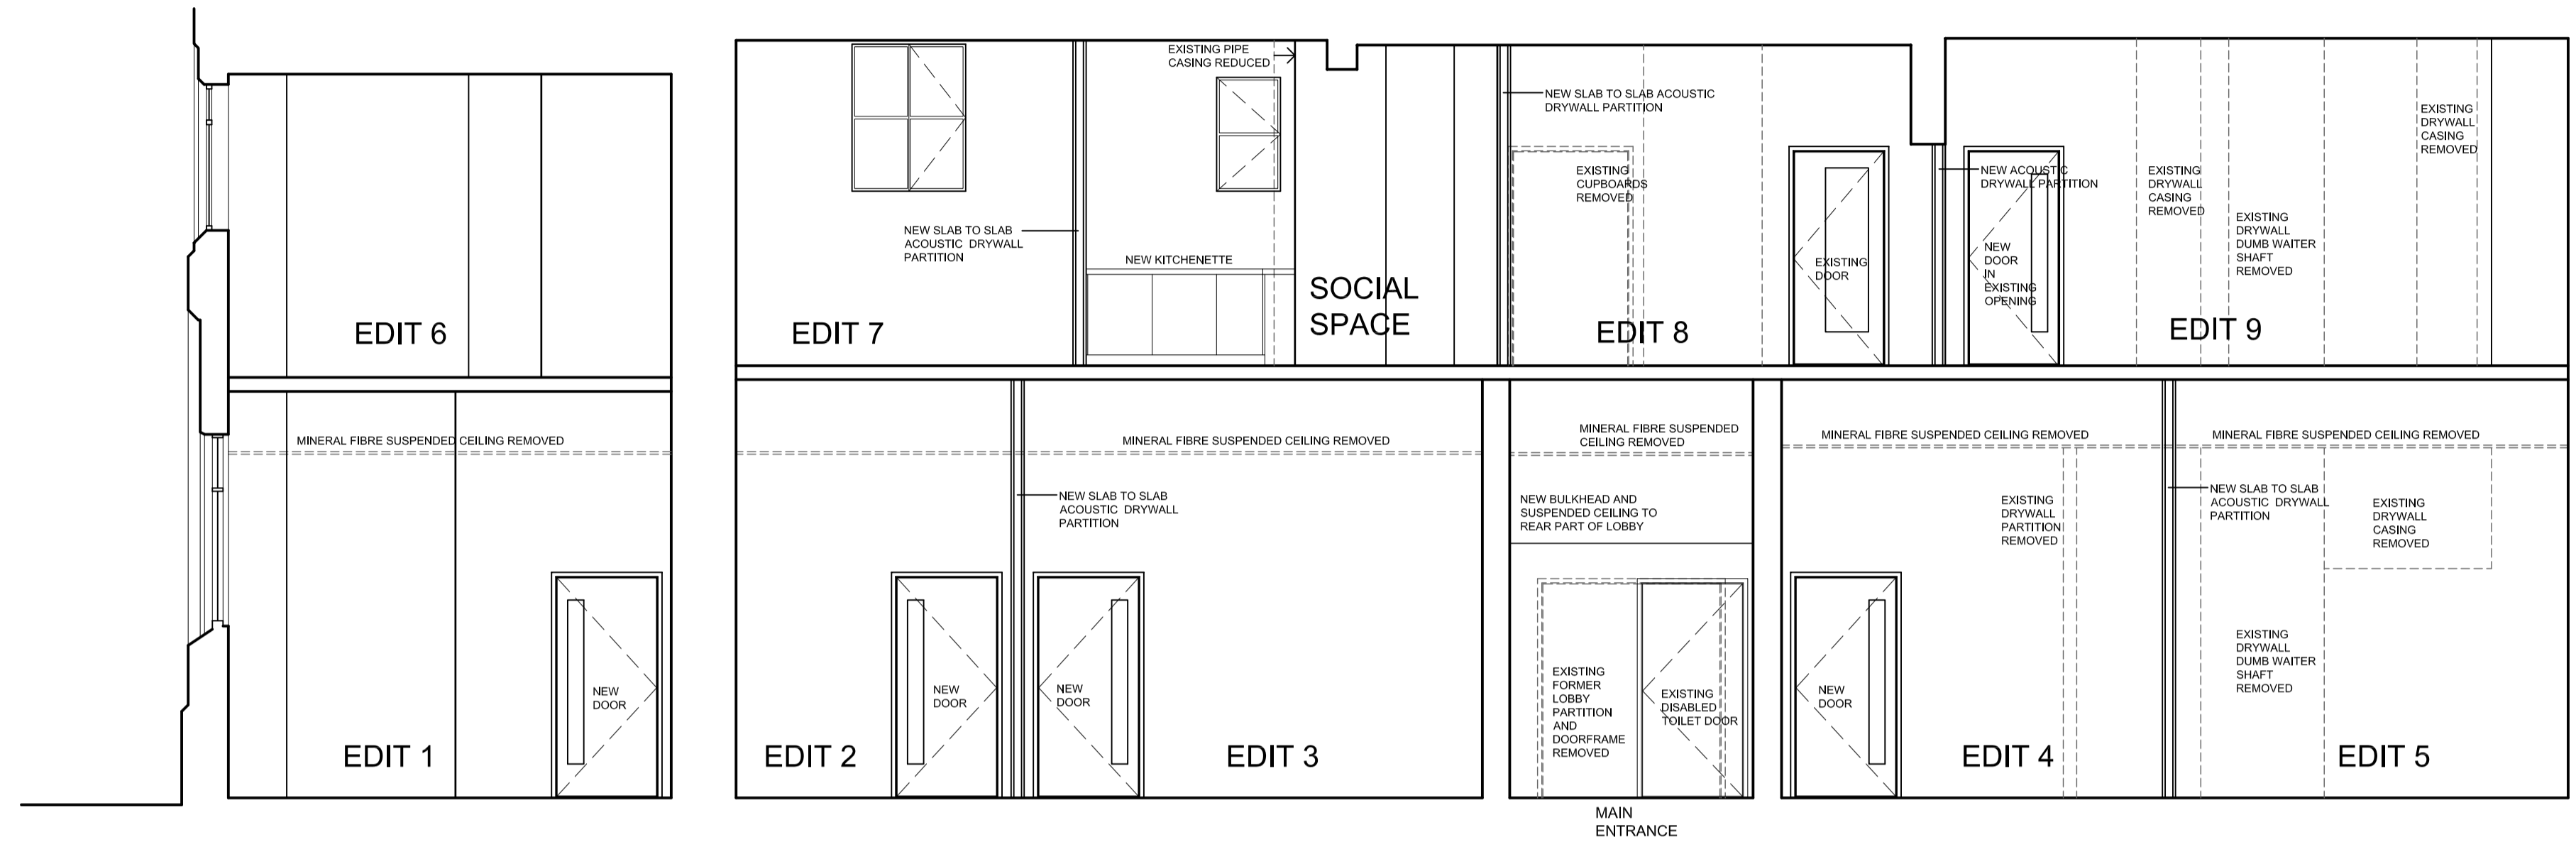 EDIT 6
MINERAL FIBRE SUSPENDED CEILING REMOVED
NEW
DOOR
EDIT 1
EXISTING PIPE
CASING REDUCED
NEW SLAB TO SLAB
ACOUSTIC DRYWALL
PARTITION
NEW KITCHENETTE
EDIT 7
SOCIAL
SPACE
NEW SLAB TO SLAB ACOUSTIC
DRYWALL PARTITION
EXISTING
CUPBOARDS
REMOVED
EXISTING
DOOR
EDIT 8
NEW ACOUSTIC
DRYWALL PARTITION
NEW
DOOR
IN
EXISTING
OPENING
EXISTING
DRYWALL
CASING
REMOVED
EXISTING
DRYWALL
DUMB WAITER
SHAFT
REMOVED
EXISTING
DRYWALL
CASING
REMOVED
EDIT 9
MINERAL FIBRE SUSPENDED CEILING REMOVED
NEW SLAB TO SLAB
ACOUSTIC DRYWALL
PARTITION
NEW
DOOR
NEW
DOOR
EDIT 2
EDIT 3
MINERAL FIBRE SUSPENDED
CEILING REMOVED
NEW BULKHEAD AND
SUSPENDED CEILING TO
REAR PART OF LOBBY
EXISTING
FORMER
LOBBY
PARTITION
AND
DOORFRAME
REMOVED
EXISTING
DISABLED
TOILET DOOR
MAIN
ENTRANCE
MINERAL FIBRE SUSPENDED CEILING REMOVED
EXISTING
DRYWALL
PARTITION
REMOVED
NEW
DOOR
EDIT 4
MINERAL FIBRE SUSPENDED CEILING REMOVED
NEW SLAB TO SLAB
ACOUSTIC DRYWALL
PARTITION
EXISTING
DRYWALL
CASING
REMOVED
EXISTING
DRYWALL
DUMB WAITER
SHAFT
REMOVED
EDIT 5